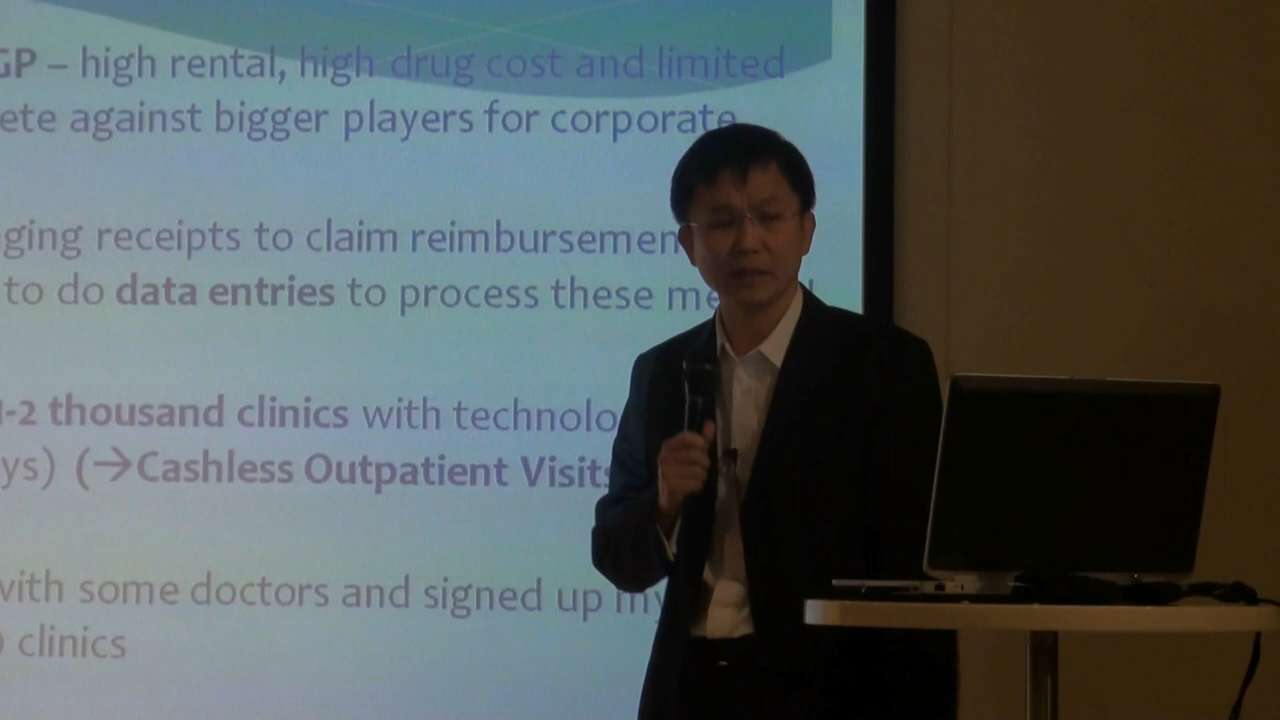 GP – high rental, high drug cost and limited
ete against bigger players for corporate
ging receipts to claim reimbursemen
to do data entries to process these me
1-2 thousand clinics with technolo
ys) (→Cashless Outpatient Visits
with some doctors and signed up my
clinics